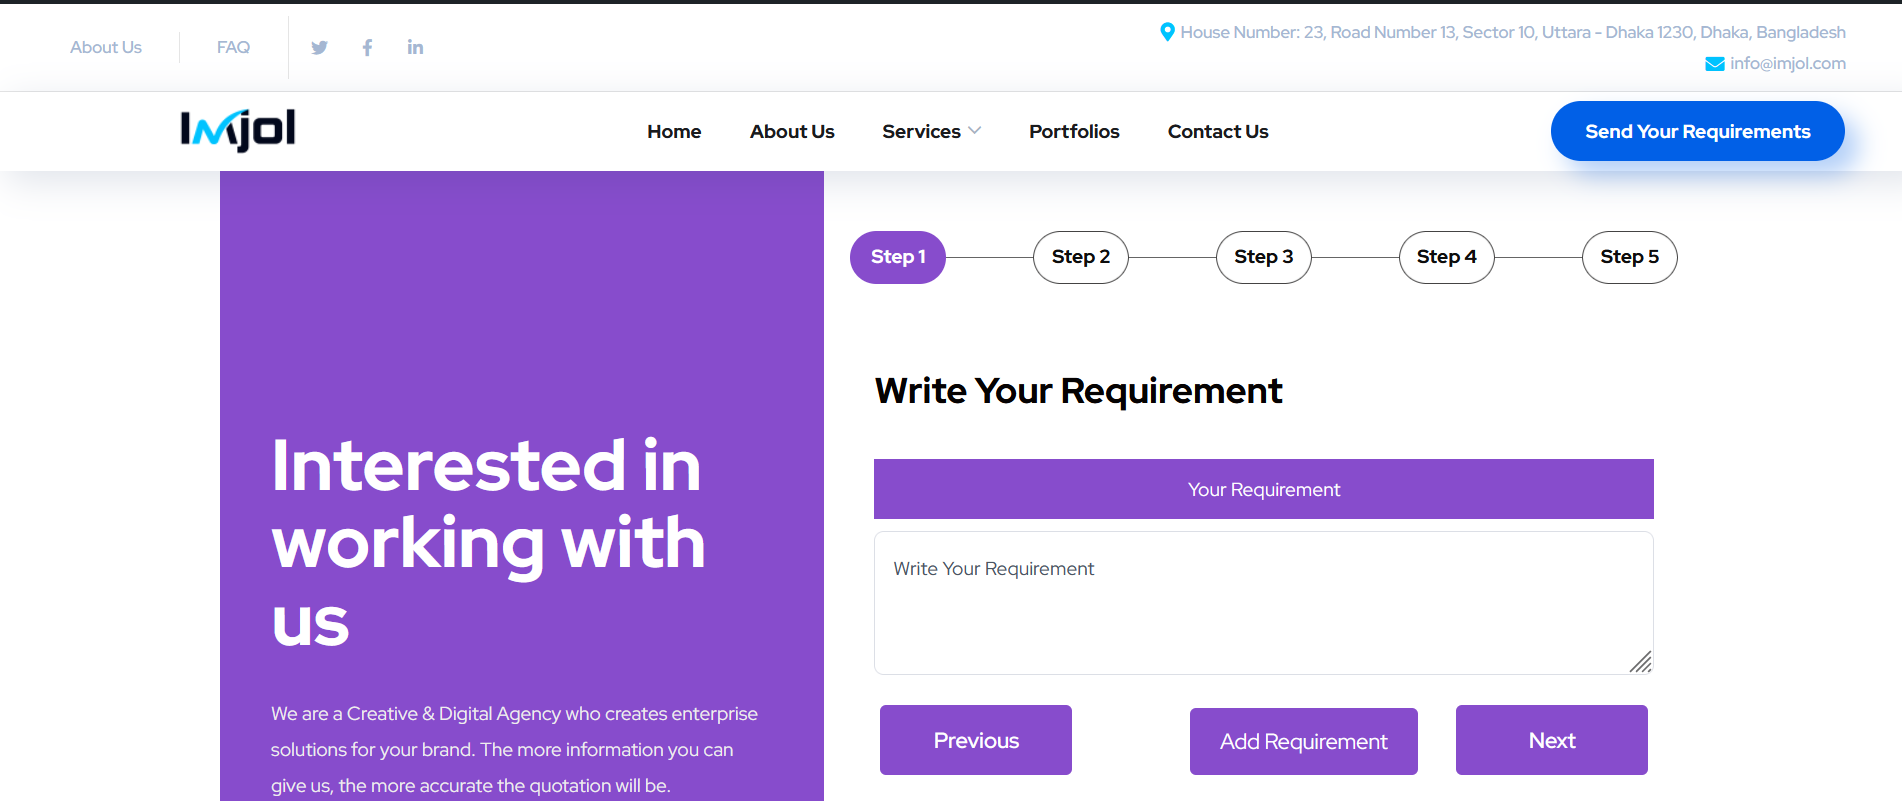 About Us
FAQ
House Number: 23, Road Number 13, Sector 10, Uttara - Dhaka 1230, Dhaka, Bangladesh
info@imjol.com
Imjol
Home
About Us
Services
Portfolios
Contact Us
Send Your Requirements
Interested in
working with
us
We are a Creative & Digital Agency who creates enterprise
solutions for your brand. The more information you can
give us, the more accurate the quotation will be.
Step 1
Step 2
Step 3
Step 4
Step 5
Write Your Requirement
Your Requirement
Write Your Requirement
Previous
Add Requirement
Next